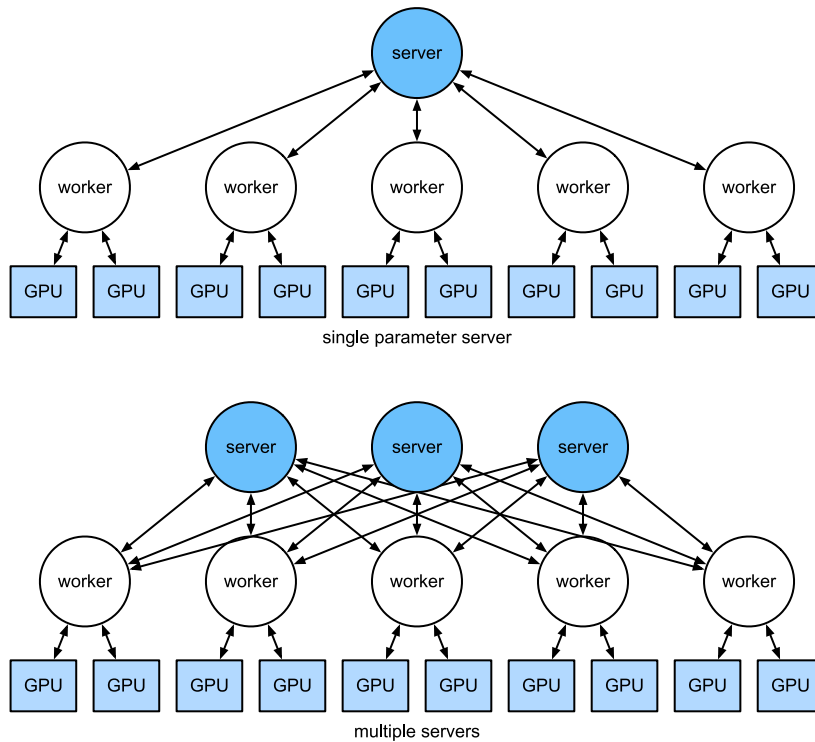 server
worker worker worker worker worker
GPU GPU GPU GPU GPU GPU GPU GPU GPU GPU
single parameter server
server server server
worker worker worker worker worker
GPU GPU GPU GPU GPU GPU GPU GPU GPU GPU
multiple servers